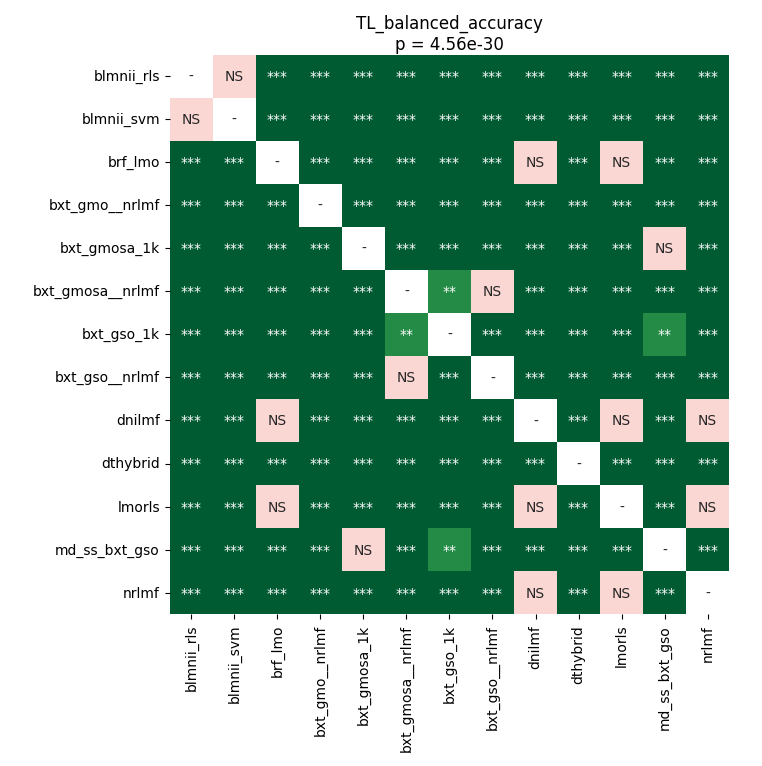 TL_balanced_accuracy
p = 4.56e-30
blmnii_rls - NS *** *** *** *** *** *** *** *** *** *** ***
blmnii_svm NS - *** *** *** *** *** *** *** *** *** *** ***
brf_lmo *** *** - *** *** *** *** *** NS *** NS *** ***
bxt_gmo__nrlmf *** *** *** - *** *** *** *** *** *** *** *** ***
bxt_gmosa_1k *** *** *** *** - *** *** *** *** *** *** NS ***
bxt_gmosa__nrlmf *** *** *** *** *** - ** NS *** *** *** *** ***
bxt_gso_1k *** *** *** *** *** ** - *** *** *** *** ** ***
bxt_gso__nrlmf *** *** *** *** *** NS *** - *** *** *** *** ***
dnilmf *** *** NS *** *** *** *** *** - *** NS *** NS
dthybrid *** *** *** *** *** *** *** *** *** - *** *** ***
lmorls *** *** NS *** *** *** *** *** NS *** - *** NS
md_ss_bxt_gso *** *** *** *** NS *** ** *** *** *** *** - ***
nrlmf *** *** *** *** *** *** *** *** NS *** NS *** -
blmnii_rls
blmnii_svm
brf_lmo
bxt_gmo__nrlmf
bxt_gmosa_1k
bxt_gmosa__nrlmf
bxt_gso_1k
bxt_gso__nrlmf
dnilmf
dthybrid
lmorls
md_ss_bxt_gso
nrlmf